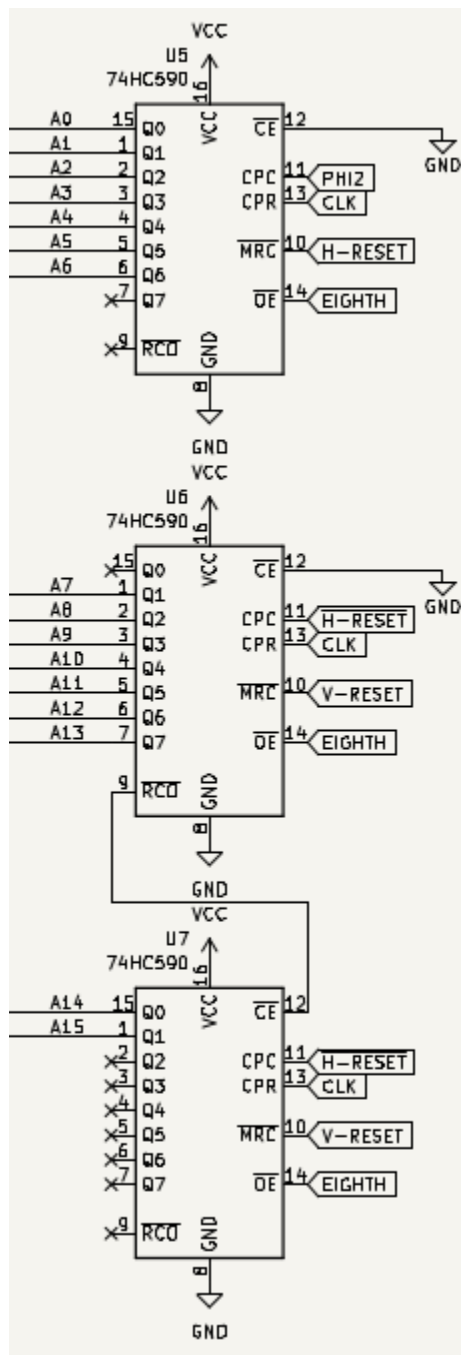 VCC
U5
74HC590
16
A0 15 Q0 VCC CE 12
A1 1 Q1 GND
A2 2 Q2 CPC 11 PHI2
A3 3 Q3 CPR 13 CLK
A4 4 Q4
A5 5 Q5 MRC 10 H-RESET
A6 6 Q6
7 Q7 OE 14 EIGHTH
9 RCO GND
8
GND
VCC
U6
74HC590
16
15 Q0 VCC CE 12
A7 1 Q1 GND
A8 2 Q2 CPC 11 H-RESET
A9 3 Q3 CPR 13 CLK
A10 4 Q4
A11 5 Q5 MRC 10 V-RESET
A12 6 Q6
A13 7 Q7 OE 14 EIGHTH
9 RCO GND
8
GND
VCC
U7
74HC590
16
A14 15 Q0 VCC CE 12
A15 1 Q1
2 Q2 CPC 11 H-RESET
3 Q3 CPR 13 CLK
4 Q4
5 Q5 MRC 10 V-RESET
6 Q6
7 Q7 OE 14 EIGHTH
9 RCO GND
8
GND